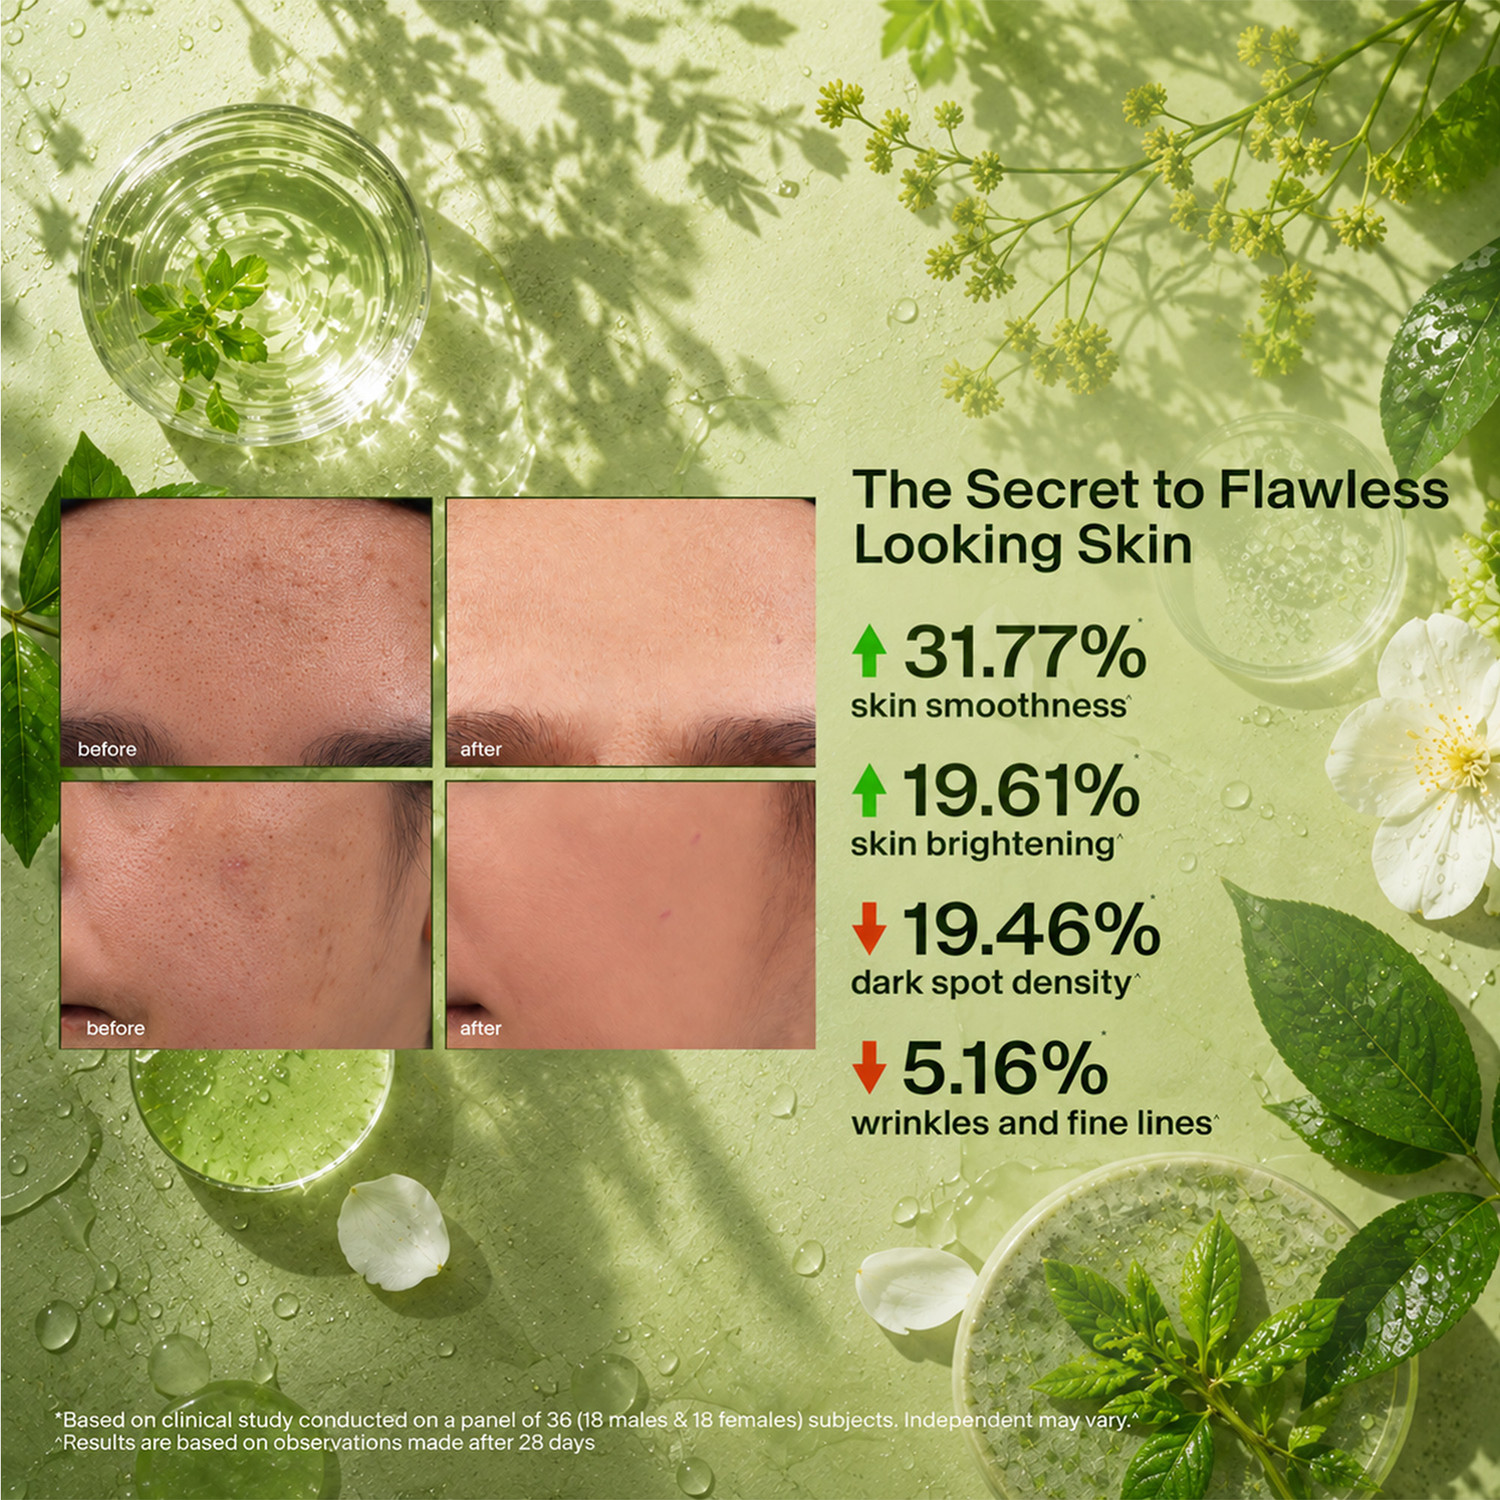 The Secret to Flawless
Looking Skin
31.77%*
skin smoothness^
19.61%*
skin brightening^
19.46%*
dark spot density^
5.16%*
wrinkles and fine lines^
before
after
before
after
*Based on clinical study conducted on a panel of 36 (18 males & 18 females) subjects. Independent may vary.^
^Results are based on observations made after 28 days